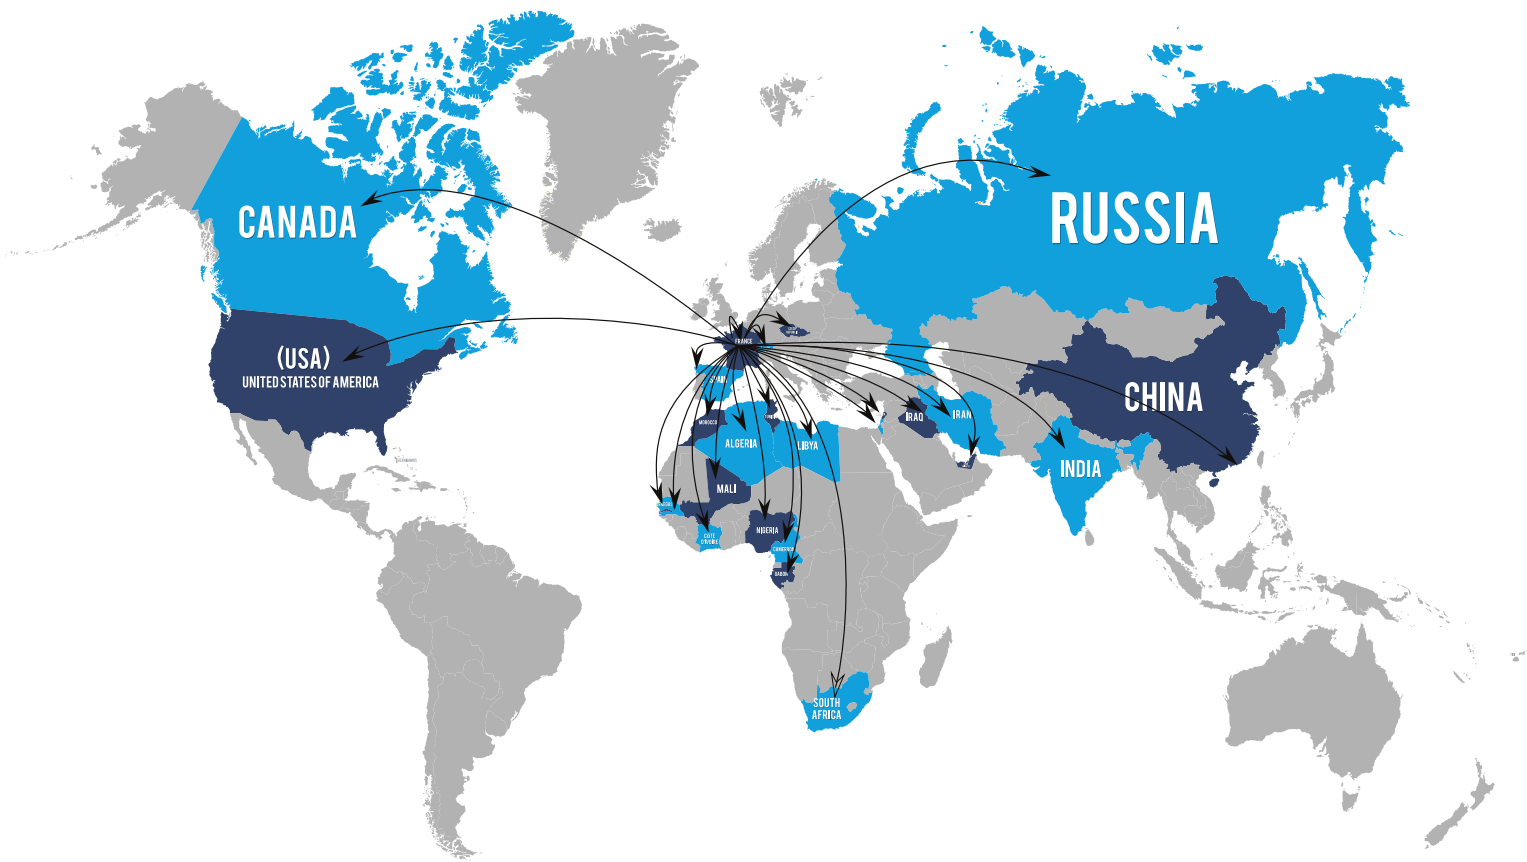 CANADA
RUSSIA
(USA)
UNITED STATES OF AMERICA
FRANCE
SPAIN
CHINA
MOROCCO
IRAQ
IRAN
ALGERIA
LIBYA
INDIA
MALI
NIGERIA
COTE
D'IVOIRE
CAMEROON
GABON
SOUTH
AFRICA